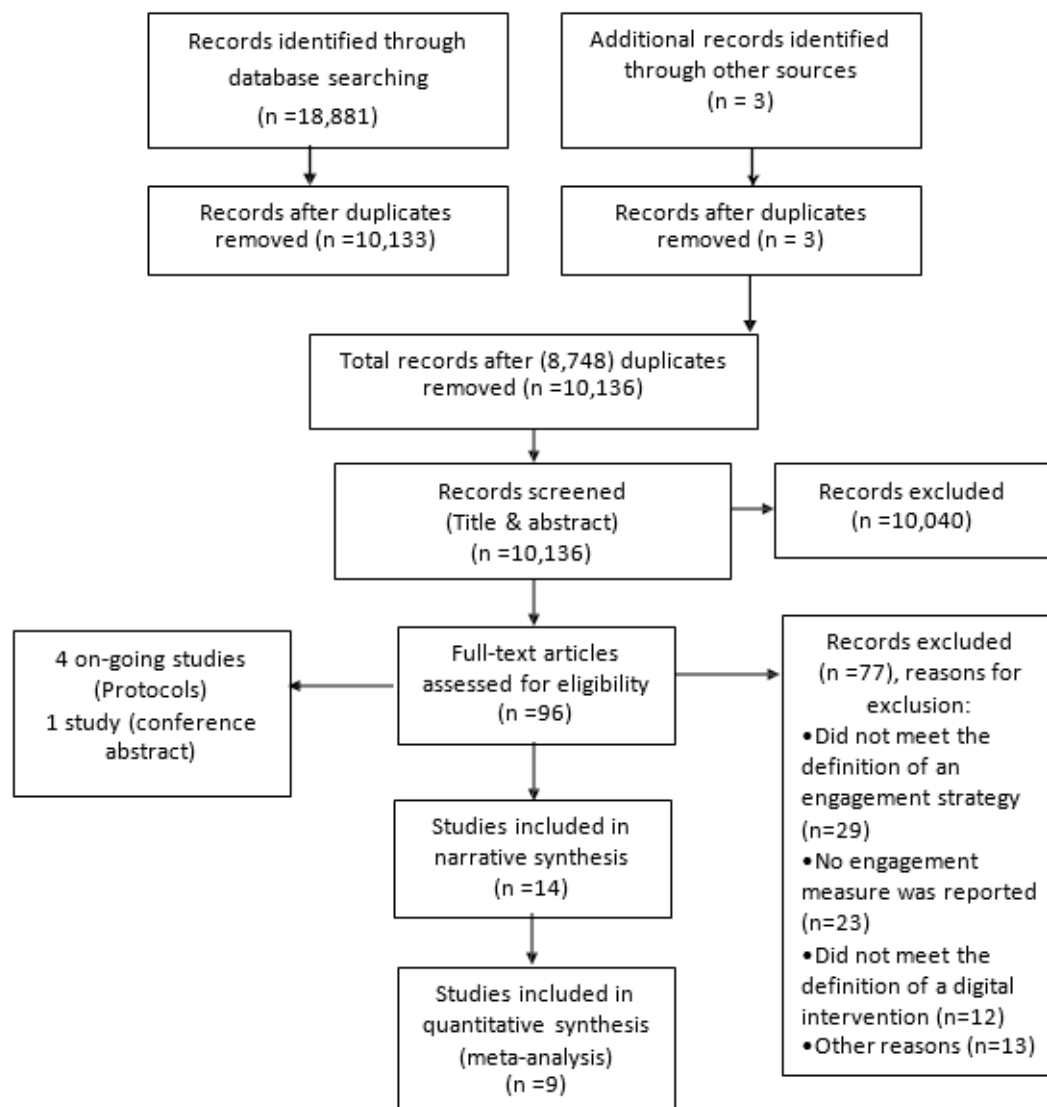 Records identified through
database searching
(n =18,881)
Additional records identified
through other sources
(n = 3)
Records after duplicates
removed (n =10,133)
Records after duplicates
removed (n = 3)
Total records after (8,748) duplicates
removed (n =10,136)
Records screened
(Title & abstract)
(n =10,136)
Records excluded
(n =10,040)
4 on-going studies
(Protocols)
1 study (conference
abstract)
Full-text articles
assessed for eligibility
(n =96)
Records excluded
(n =77), reasons for
exclusion:
•Did not meet the
definition of an
engagement strategy
(n=29)
•No engagement
measure was reported
(n=23)
•Did not meet the
definition of a digital
intervention (n=12)
•Other reasons (n=13)
Studies included in
narrative synthesis
(n =14)
Studies included in
quantitative synthesis
(meta-analysis)
(n =9)